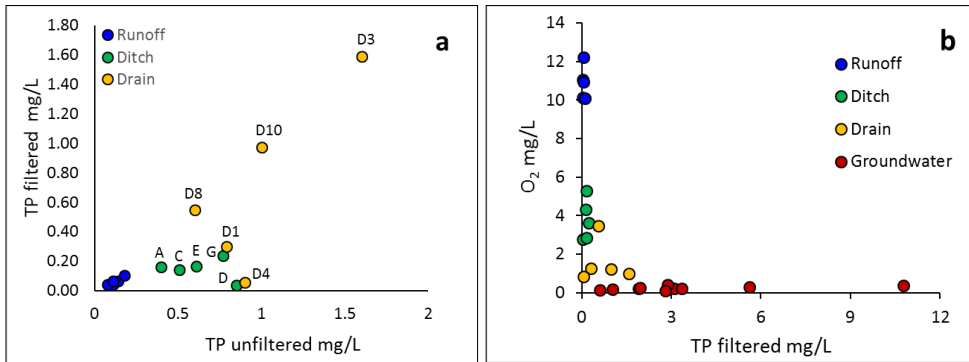 a
Runoff
Ditch
Drain
TP filtered mg/L
1.80
1.60
1.40
1.20
1.00
0.80
0.60
0.40
0.20
0.00
D3
D10
D8
D1
A
C
E
G
D
D4
0
0.5
1
1.5
2
TP unfiltered mg/L
b
Runoff
Ditch
Drain
Groundwater
O₂ mg/L
14
12
10
8
6
4
2
0
0
3
6
9
12
TP filtered mg/L